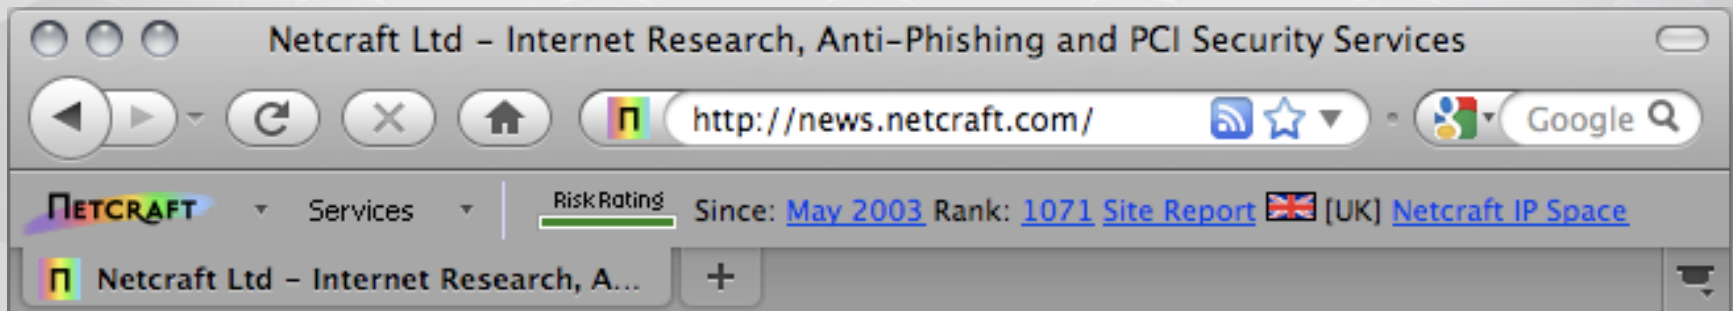 Netcraft Ltd – Internet Research, Anti–Phishing and PCI Security Services
http://news.netcraft.com/ Google
NETCRAFT Services Risk Rating Since: May 2003 Rank: 1071 Site Report [UK] Netcraft IP Space
Netcraft Ltd – Internet Research, A...